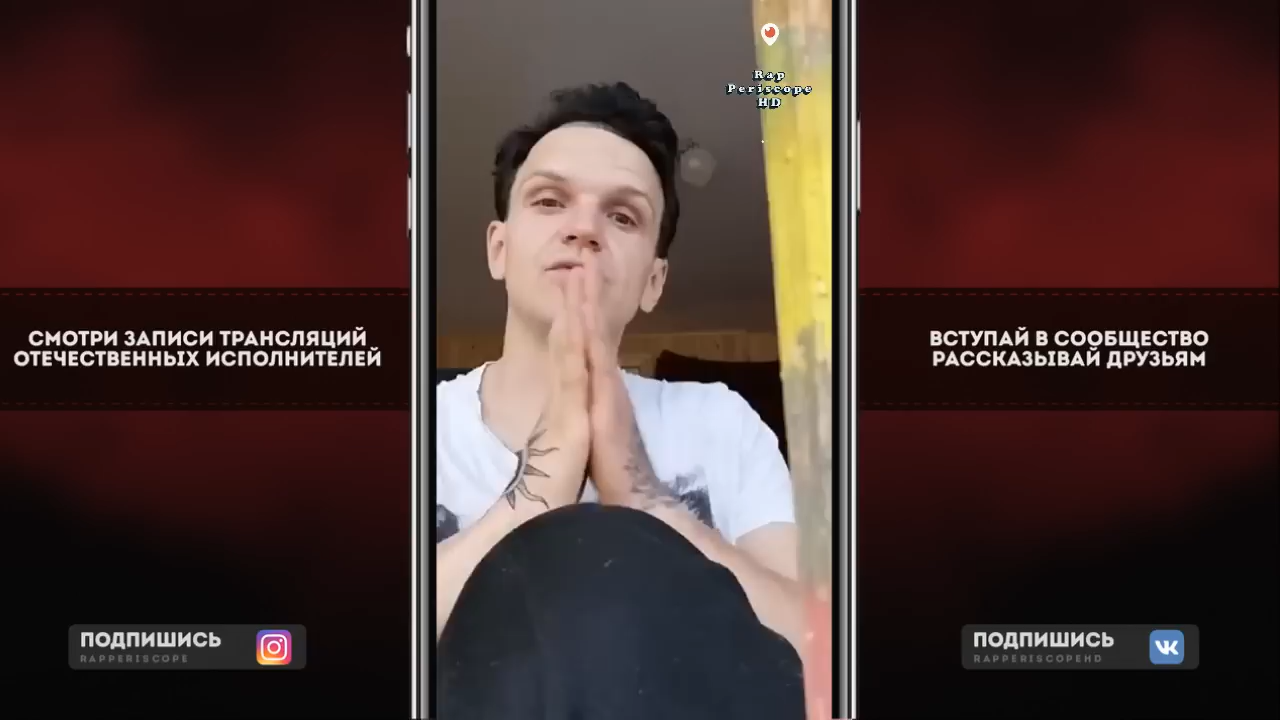 Rap
Periscope
HD
СМОТРИ ЗАПИСИ ТРАНСЛЯЦИЙ
ОТЕЧЕСТВЕННЫХ ИСПОЛНИТЕЛЕЙ
ВСТУПАЙ В СООБЩЕСТВО
РАССКАЗЫВАЙ ДРУЗЬЯМ
ПОДПИШИСЬ
RAPPERISCOPE
ПОДПИШИСЬ
RAPPERISCOPEHD